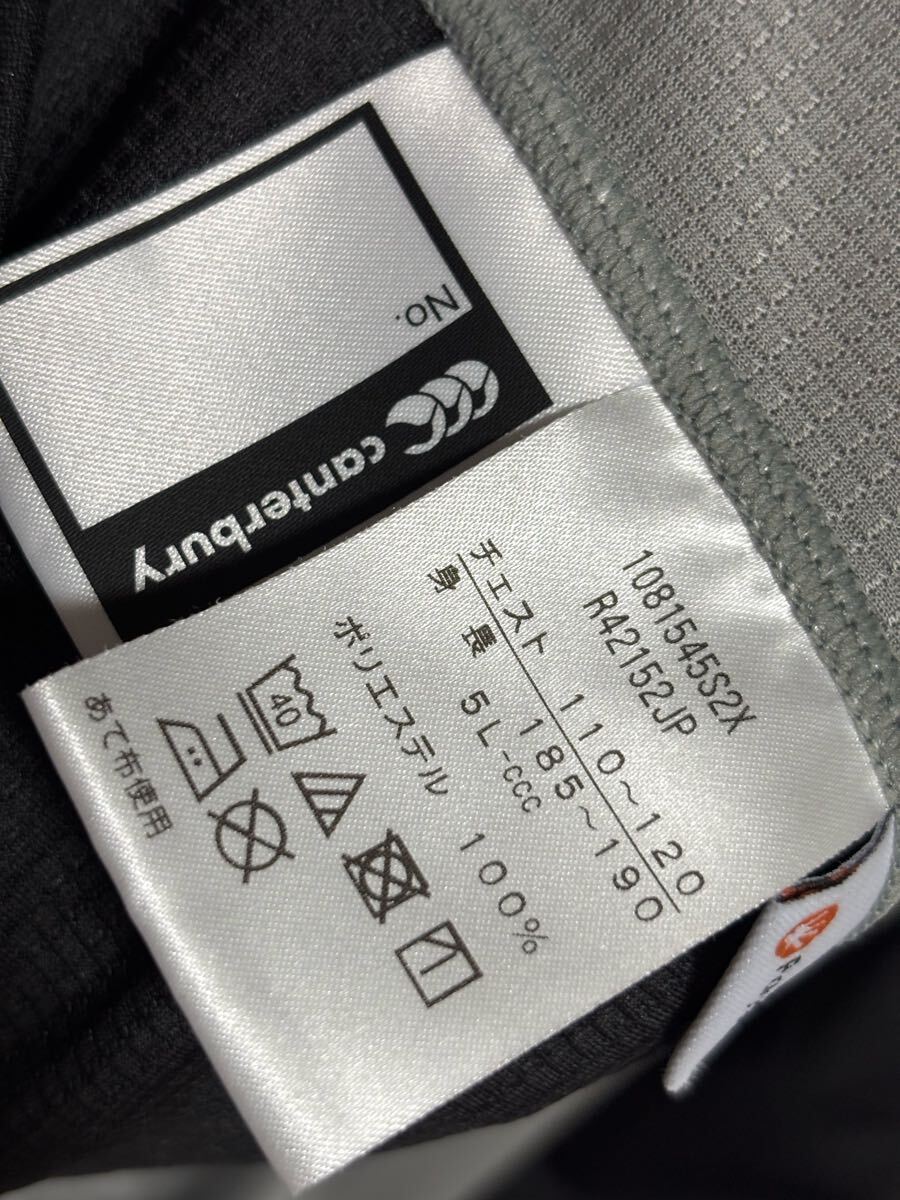 No.
canterbury
1081545S2X
R42152JP
チェスト 110~120
身長 185~190
5L-CCC
ポリエステル 100%
40
あて布使用